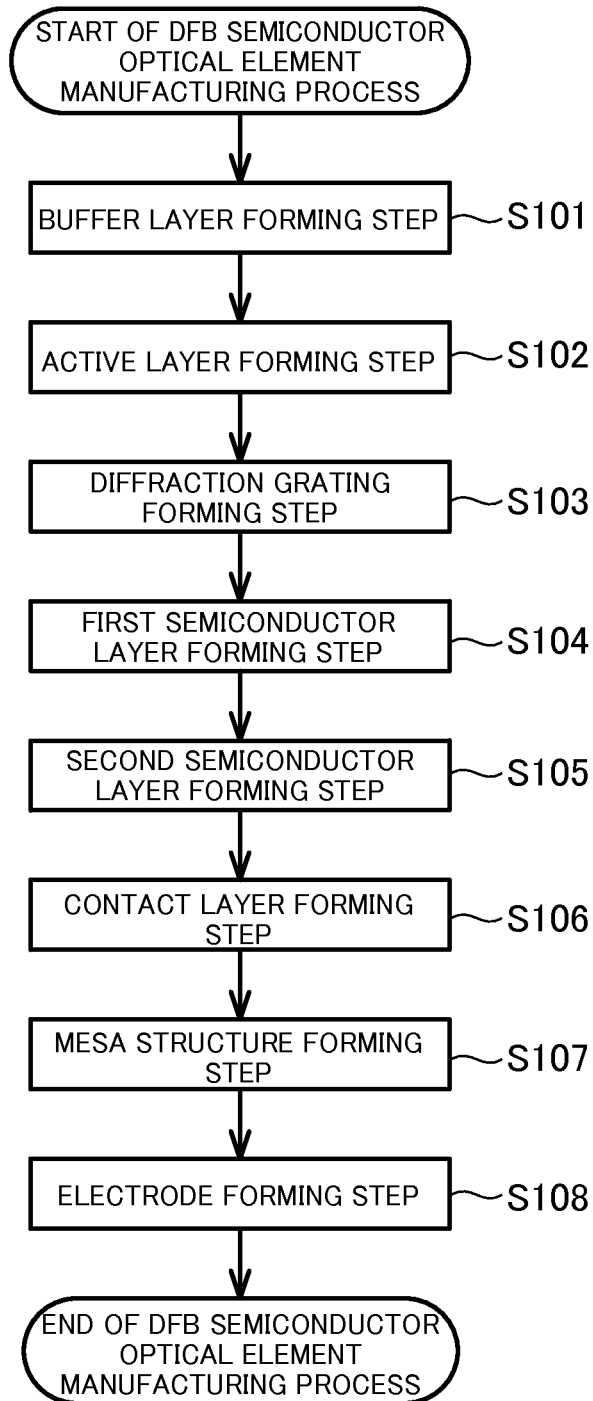 START OF DFB SEMICONDUCTOR
OPTICAL ELEMENT
MANUFACTURING PROCESS
BUFFER LAYER FORMING STEP
S101
ACTIVE LAYER FORMING STEP
S102
DIFFRACTION GRATING
FORMING STEP
S103
FIRST SEMICONDUCTOR
LAYER FORMING STEP
S104
SECOND SEMICONDUCTOR
LAYER FORMING STEP
S105
CONTACT LAYER FORMING
STEP
S106
MESA STRUCTURE FORMING
STEP
S107
ELECTRODE FORMING STEP
S108
END OF DFB SEMICONDUCTOR
OPTICAL ELEMENT
MANUFACTURING PROCESS